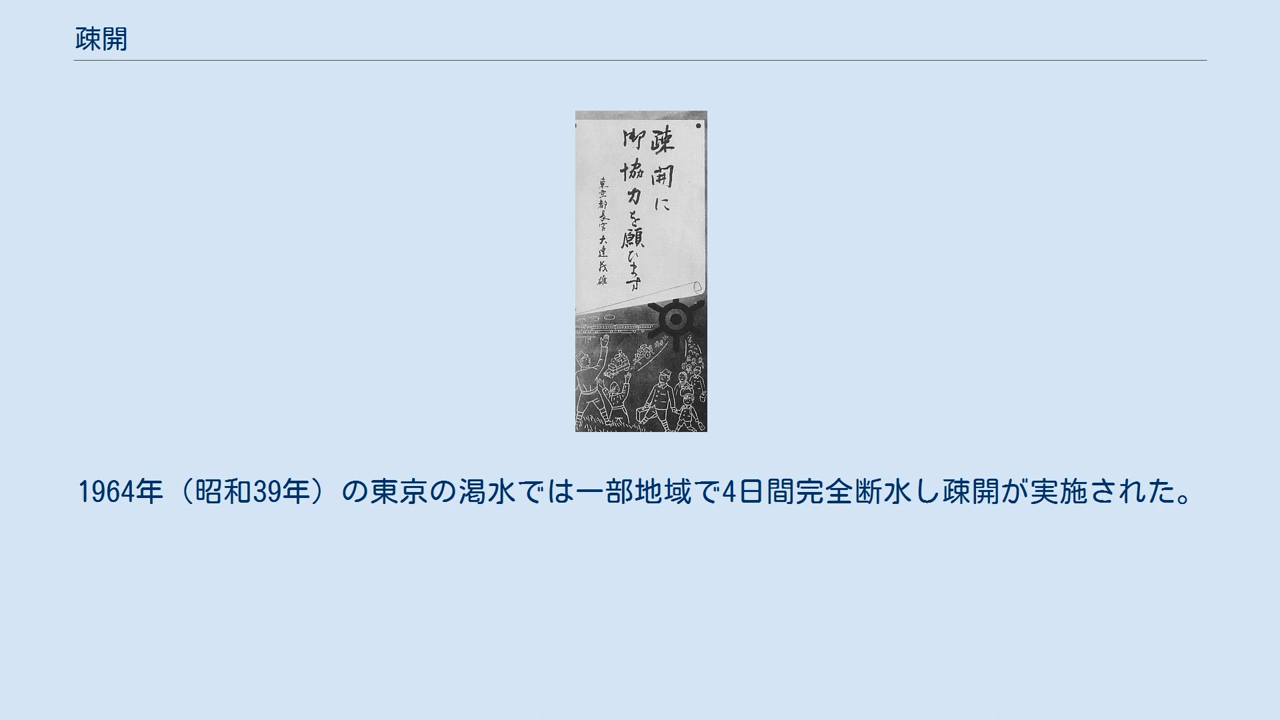 疎開
疎開に
御協力を願ひます
東京都長官 大達茂雄
1964年（昭和39年）の東京の渇水では一部地域で4日間完全断水し疎開が実施された。